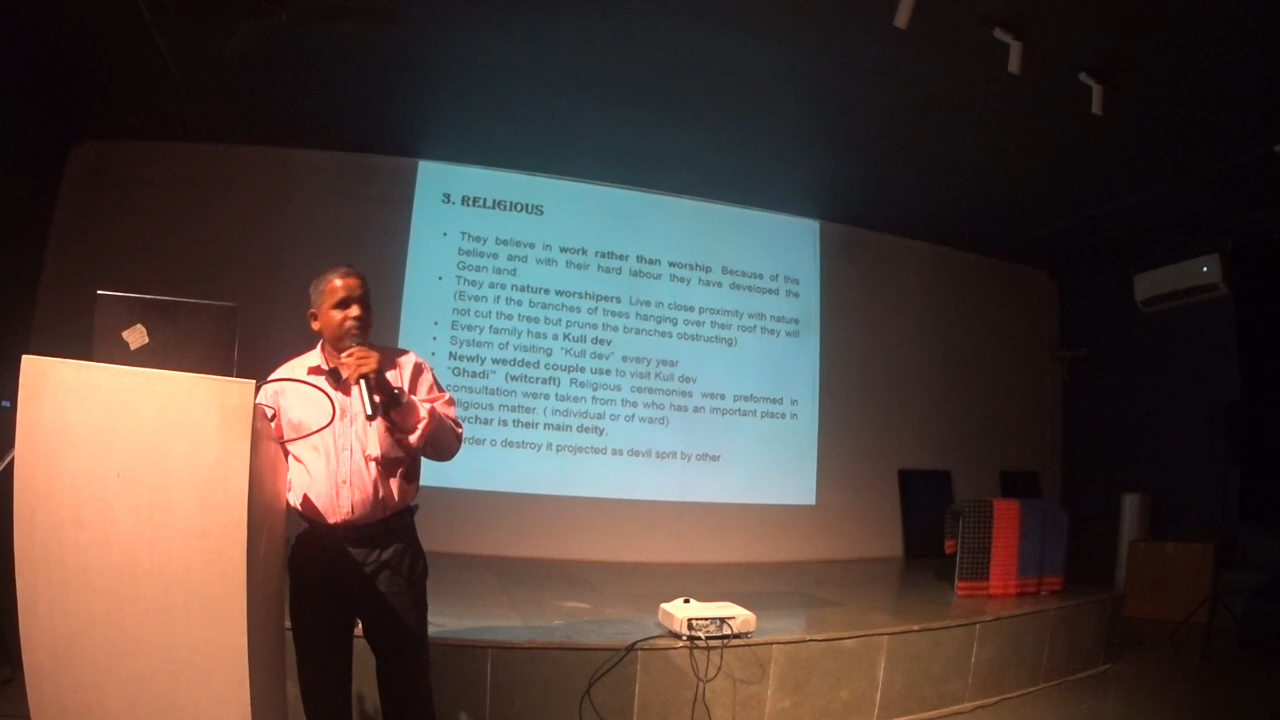 3. RELIGIOUS
• They believe in work rather than worship. Because of this
believe and with their hard labour they have developed the
Goan land.
• They are nature worshipers. Live in close proximity with nature
(Even if the branches of trees hanging over their roof they will
not cut the tree but prune the branches obstructing)
• Every family has a Kull dev
• System of visiting "Kull dev" every year
• Newly wedded couple use to visit Kull dev
• "Ghadi" (witcraft) Religious ceremonies were preformed in
consultation were taken from the who has an important place in
ligious matter. ( individual or of ward)
vchar is their main deity.
rder o destroy it projected as devil sprit by other